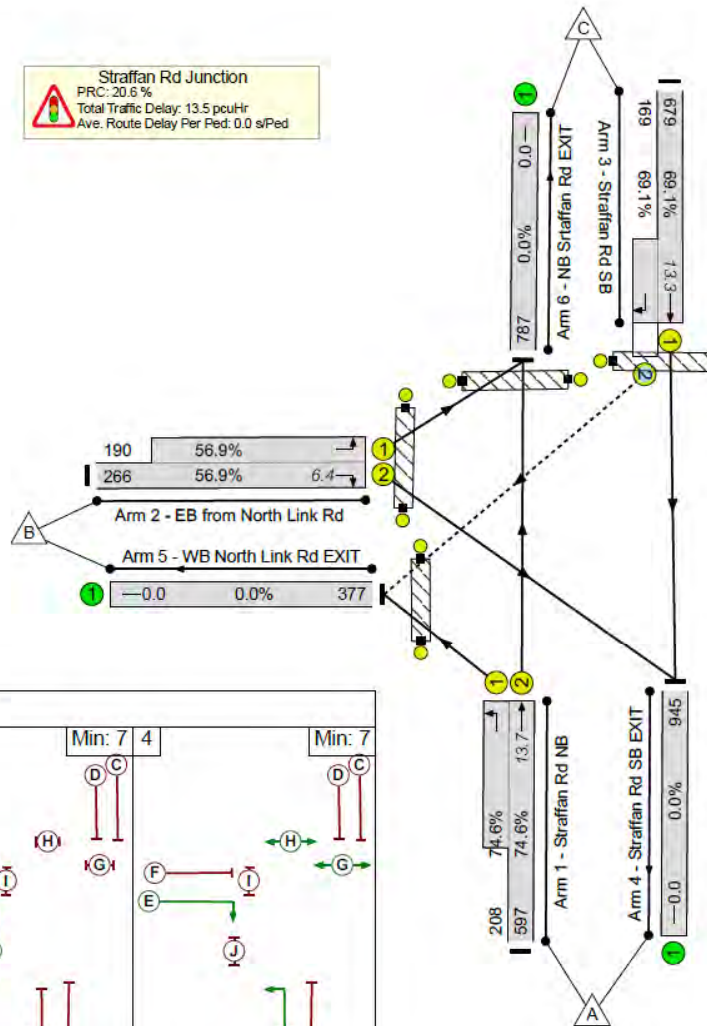 Straffan Rd Junction
PRC: 20.6 %
Total Traffic Delay: 13.5 pcuHr
Ave. Route Delay Per Ped: 0.0 s/Ped
C
1
0.0
0.0%
787
Arm 6 - NB Srtaffan Rd EXIT
Arm 3 - Straffan Rd SB
169
69.1%
679
69.1%
13.3
1
2
190
56.9%
1
266
56.9%
6.4
2
Arm 2 - EB from North Link Rd
B
Arm 5 - WB North Link Rd EXIT
1
0.0
0.0%
377
1
2
208
74.6%
597
74.6%
13.7
Arm 1 - Straffan Rd NB
Arm 4 - Straffan Rd SB EXIT
945
0.0%
0.0
1
A
Min: 7
4
Min: 7
D
C
H
G
I
D
C
H
G
F
I
E
J